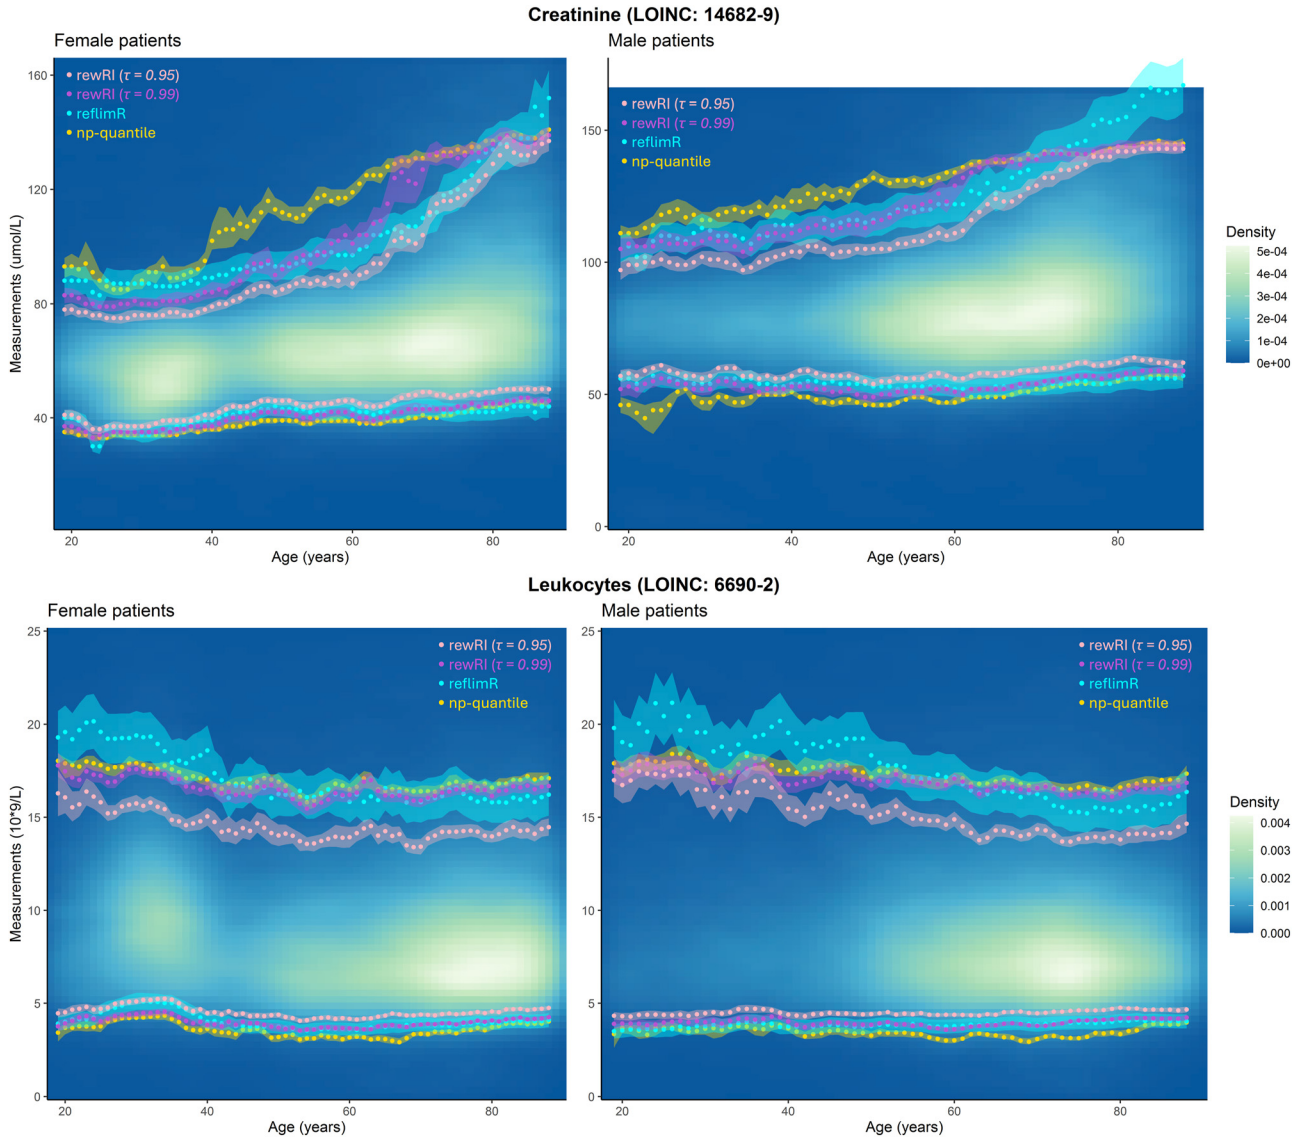 Creatinine (LOINC: 14682-9)
Female patients
Male patients
rewRI (τ = 0.95)
rewRI (τ = 0.99)
reflimR
np-quantile
160
120
80
40
Measurements (umol/L)
20
40
60
80
Age (years)
rewRI (τ = 0.95)
rewRI (τ = 0.99)
reflimR
np-quantile
150
100
50
0
20
40
60
80
Age (years)
Density
5e-04
4e-04
3e-04
2e-04
1e-04
0e+00
Leukocytes (LOINC: 6690-2)
Female patients
Male patients
rewRI (τ = 0.95)
rewRI (τ = 0.99)
reflimR
np-quantile
25
20
15
10
5
0
Measurements (10*9/L)
20
40
60
80
Age (years)
rewRI (τ = 0.95)
rewRI (τ = 0.99)
reflimR
np-quantile
25
20
15
10
5
0
20
40
60
80
Age (years)
Density
0.004
0.003
0.002
0.001
0.000